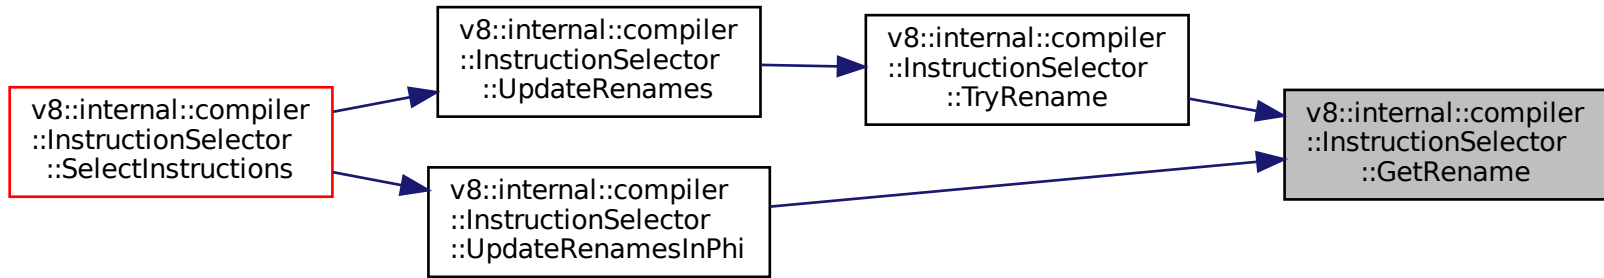 v8::internal::compiler
::InstructionSelector
::SelectInstructions
v8::internal::compiler
::InstructionSelector
::UpdateRenames
v8::internal::compiler
::InstructionSelector
::UpdateRenamesInPhi
v8::internal::compiler
::InstructionSelector
::TryRename
v8::internal::compiler
::InstructionSelector
::GetRename